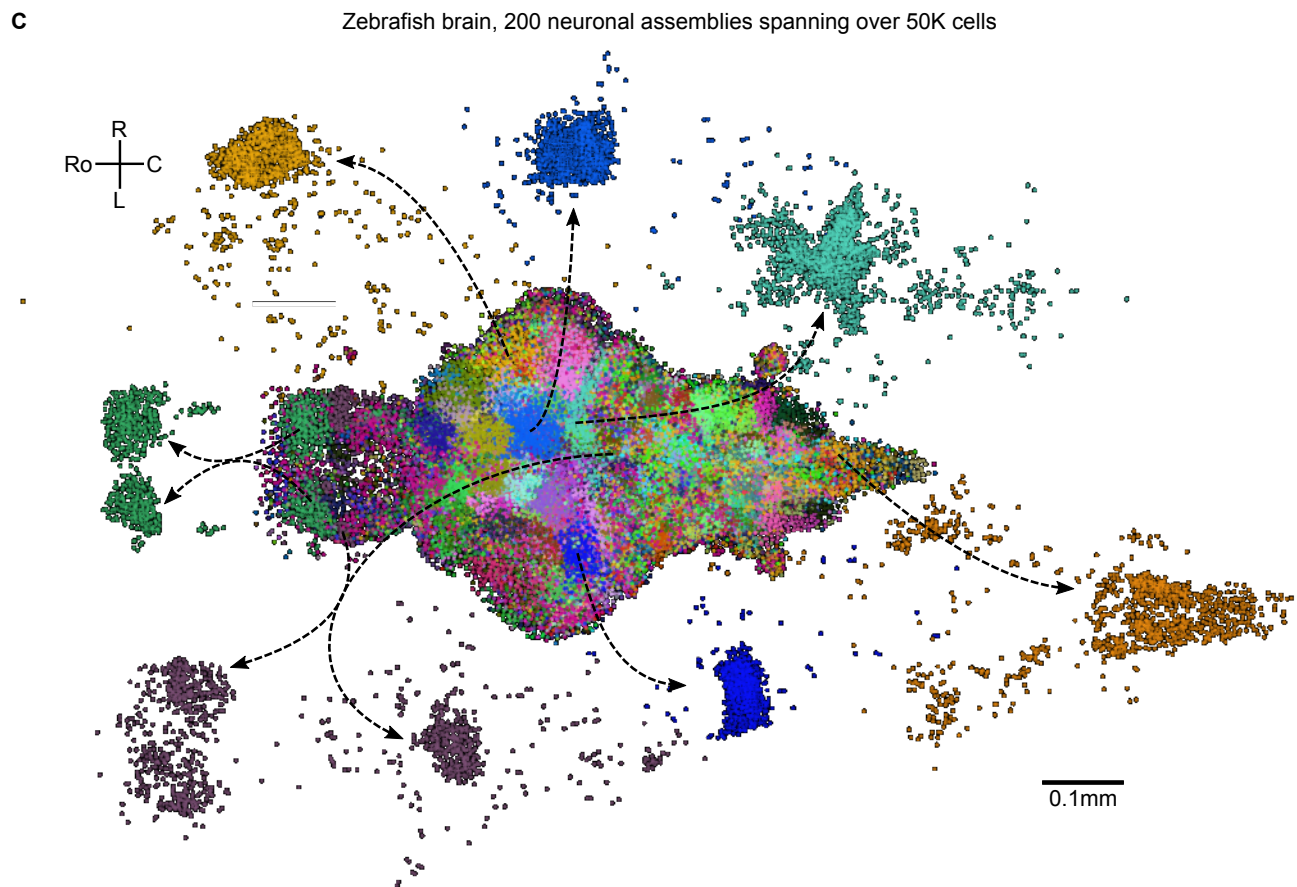 C
Zebrafish brain, 200 neuronal assemblies spanning over 50K cells
R
Ro C
L
0.1mm